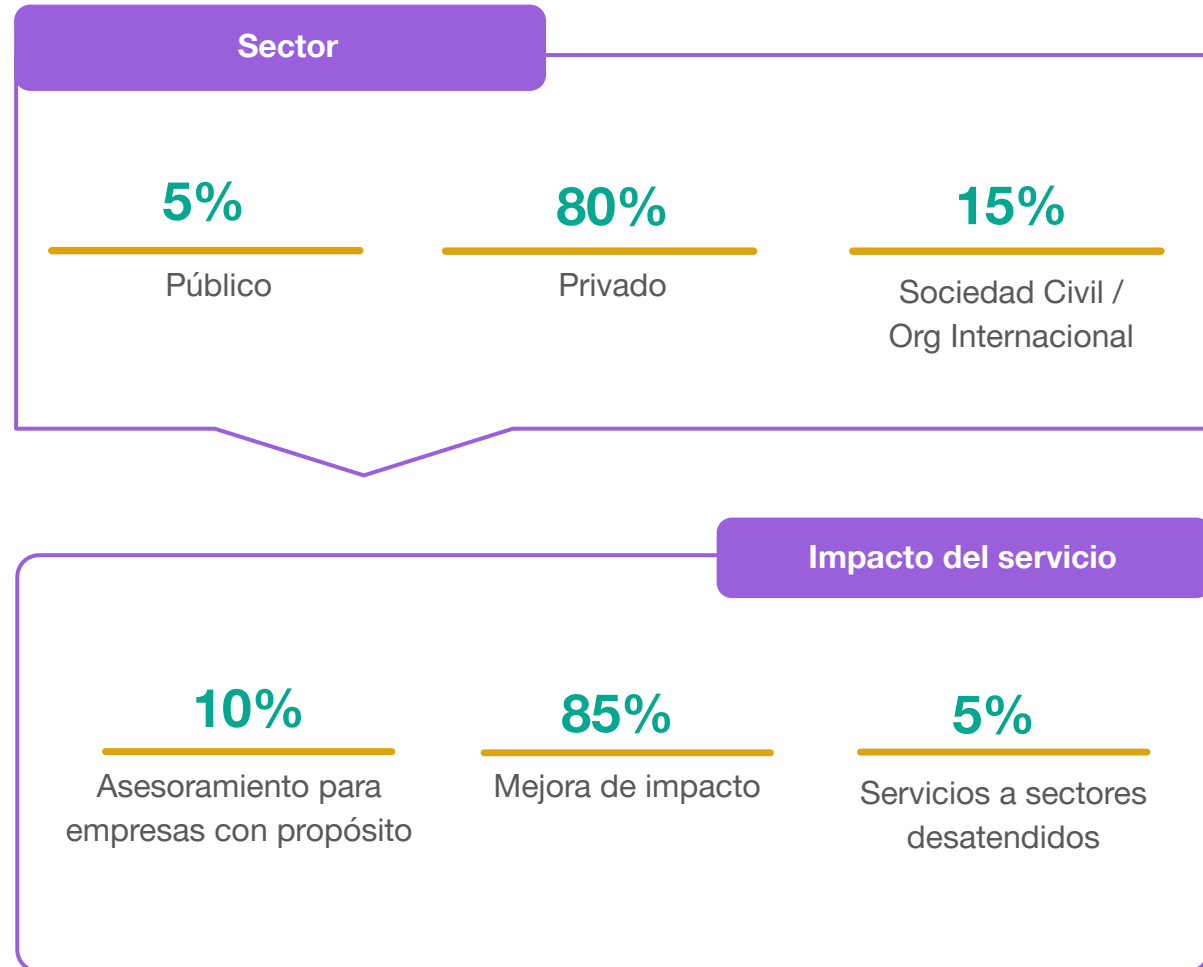 Sector
5%
80%
15%
Público
Privado
Sociedad Civil /
Org Internacional
Impacto del servicio
10%
85%
5%
Asesoramiento para
empresas con propósito
Mejora de impacto
Servicios a sectores
desatendidos